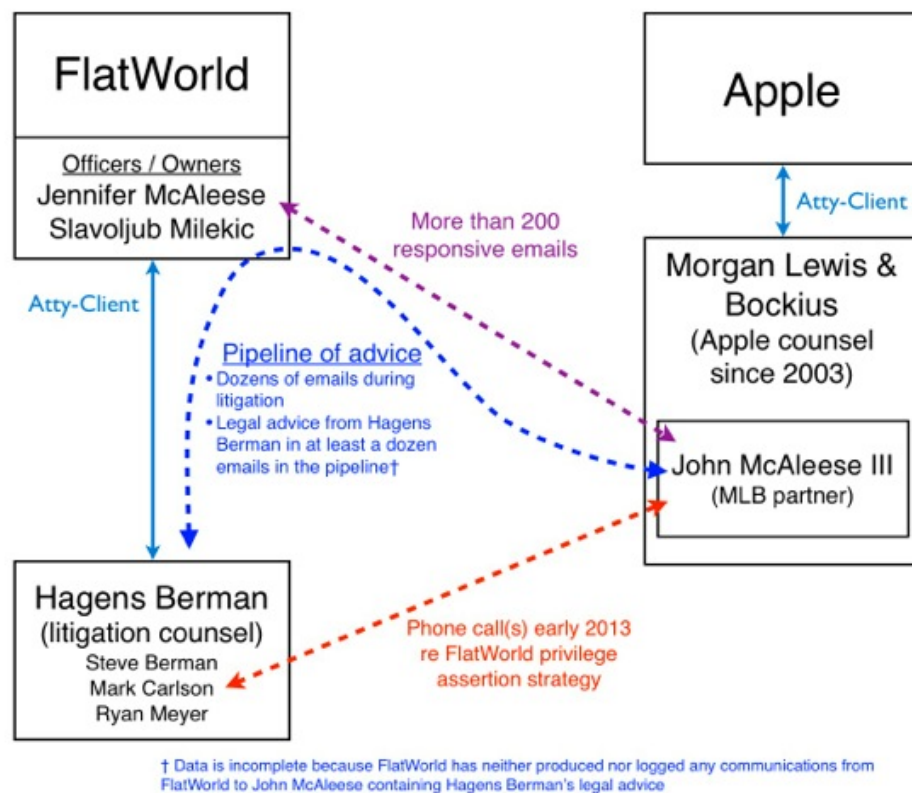 FlatWorld
Officers / Owners
Jennifer McAleese
Slavoljub Milekic
Apple
Atty-Client
More than 200
responsive emails
Morgan Lewis &
Bockius
(Apple counsel
since 2003)
John McAleese III
(MLB partner)
Atty-Client
Pipeline of advice
• Dozens of emails during
litigation
• Legal advice from Hagens
Berman in at least a dozen
emails in the pipeline†
Hagens Berman
(litigation counsel)
Steve Berman
Mark Carlson
Ryan Meyer
Phone call(s) early 2013
re FlatWorld privilege
assertion strategy
† Data is incomplete because FlatWorld has neither produced nor logged any communications from
FlatWorld to John McAleese containing Hagens Berman's legal advice